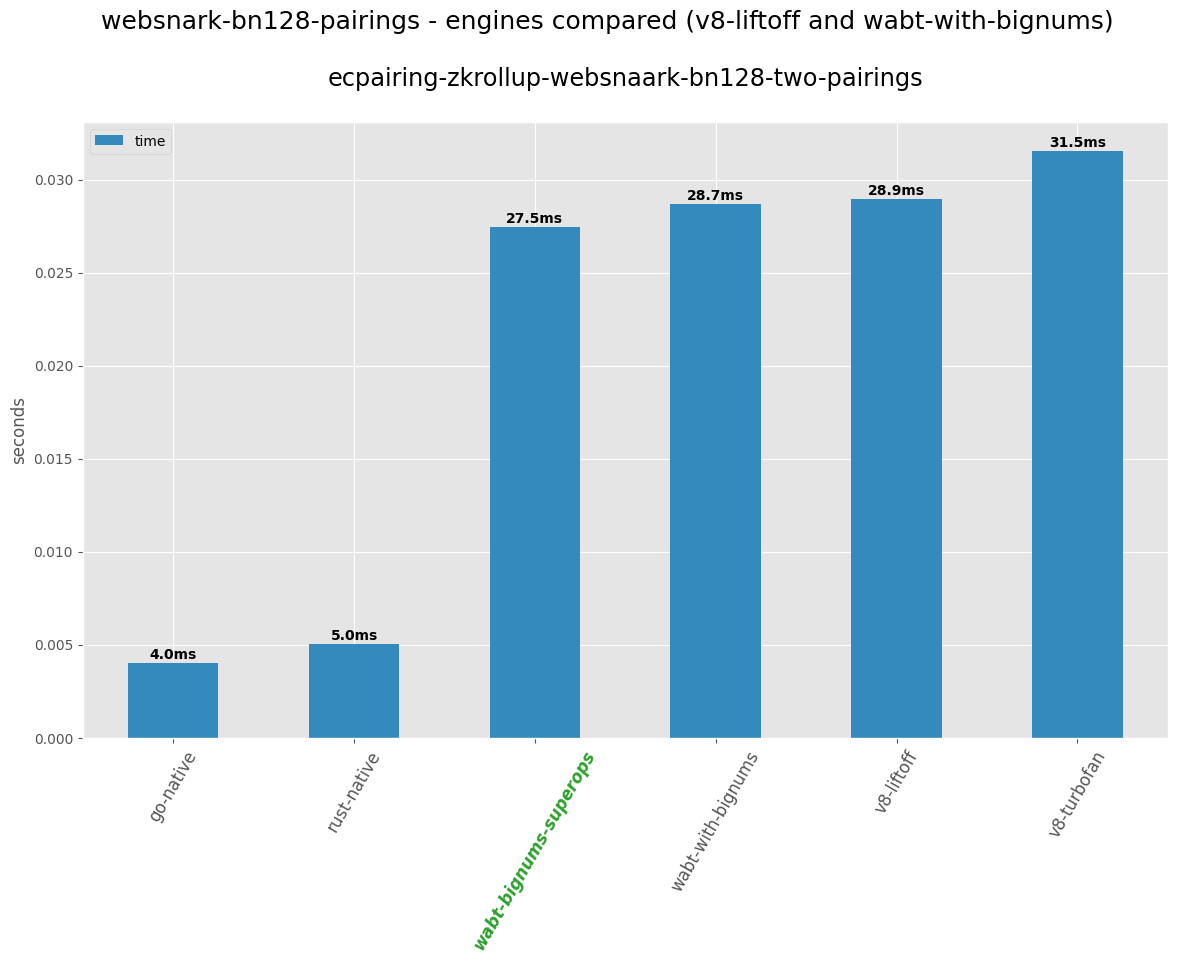 websnark-bn128-pairings - engines compared (v8-liftoff and wabt-with-bignums)
ecpairing-zkrollup-websnaark-bn128-two-pairings
time
31.5ms
28.9ms
28.7ms
27.5ms
5.0ms
4.0ms
0.030
0.025
0.020
0.015
0.010
0.005
0.000
seconds
go-native
rust-native
wabt-bignums-superops
wabt-with-bignums
v8-liftoff
v8-turbofan